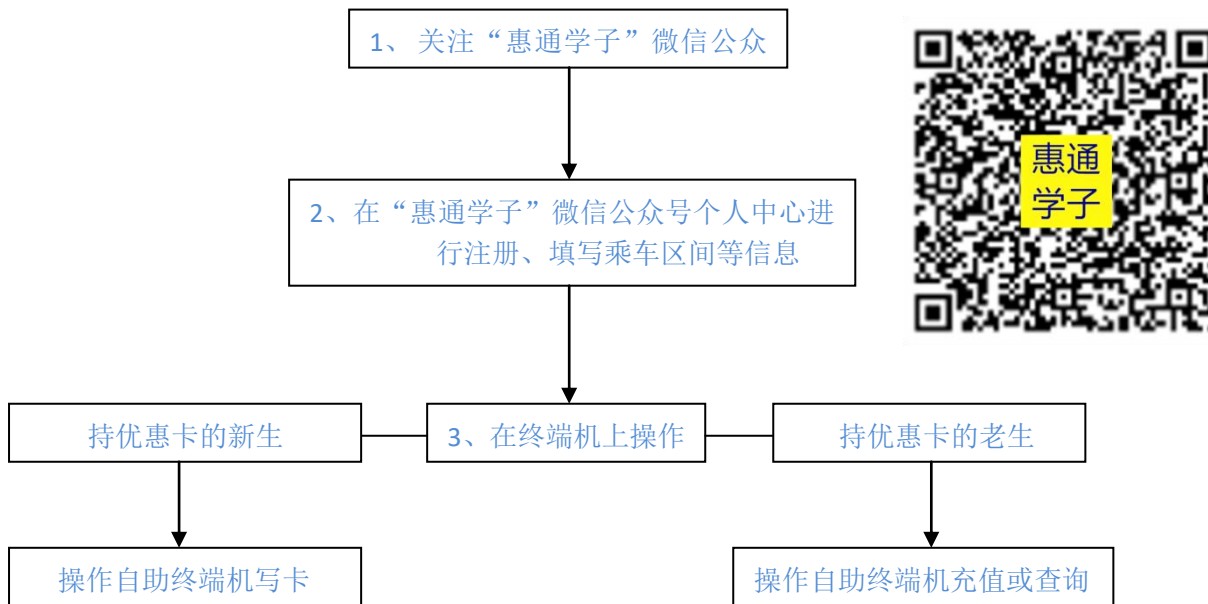 1、 关注“惠通学子”微信公众
惠通
学子
2、在“惠通学子”微信公众号个人中心进
行注册、填写乘车区间等信息
持优惠卡的新生
3、在终端机上操作
持优惠卡的老生
操作自助终端机写卡
操作自助终端机充值或查询